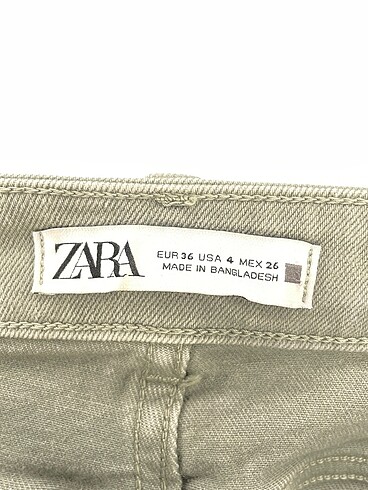 ZARA
EUR 36 USA 4 MEX 26
MADE IN BANGLADESH